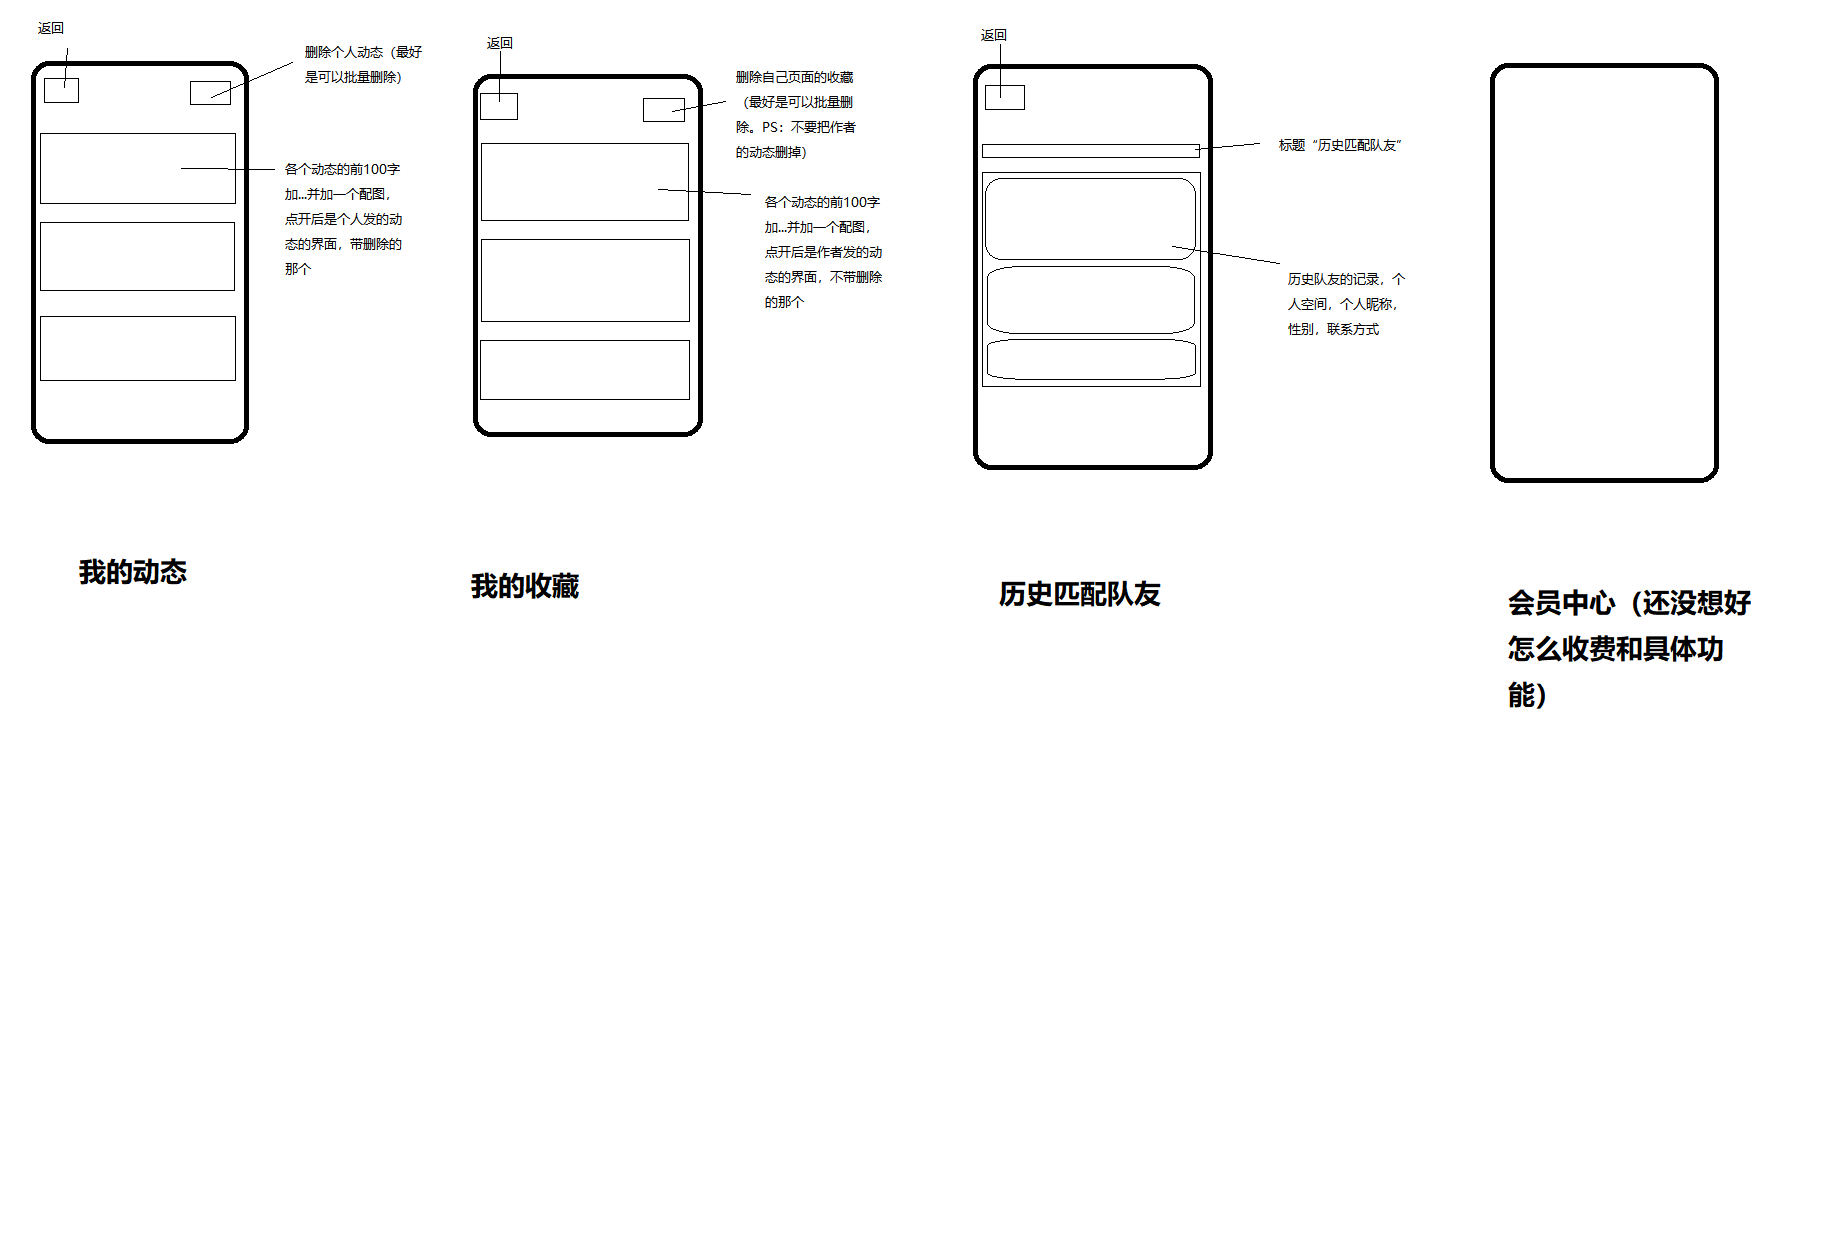 返回
删除个人动态（最好
是可以批量删除）
各个动态的前100字
加...并加一个配图，
点开后是个人发的动
态的界面，带删除的
那个
我的动态
返回
删除自己页面的收藏
（最好是可以批量删
除。PS：不要把作者
的动态删掉）
各个动态的前100字
加...并加一个配图，
点开后是作者发的动
态的界面，不带删除
的那个
我的收藏
返回
标题“历史匹配队友”
历史队友的记录，个
人空间，个人昵称，
性别，联系方式
历史匹配队友
会员中心（还没想好
怎么收费和具体功
能）